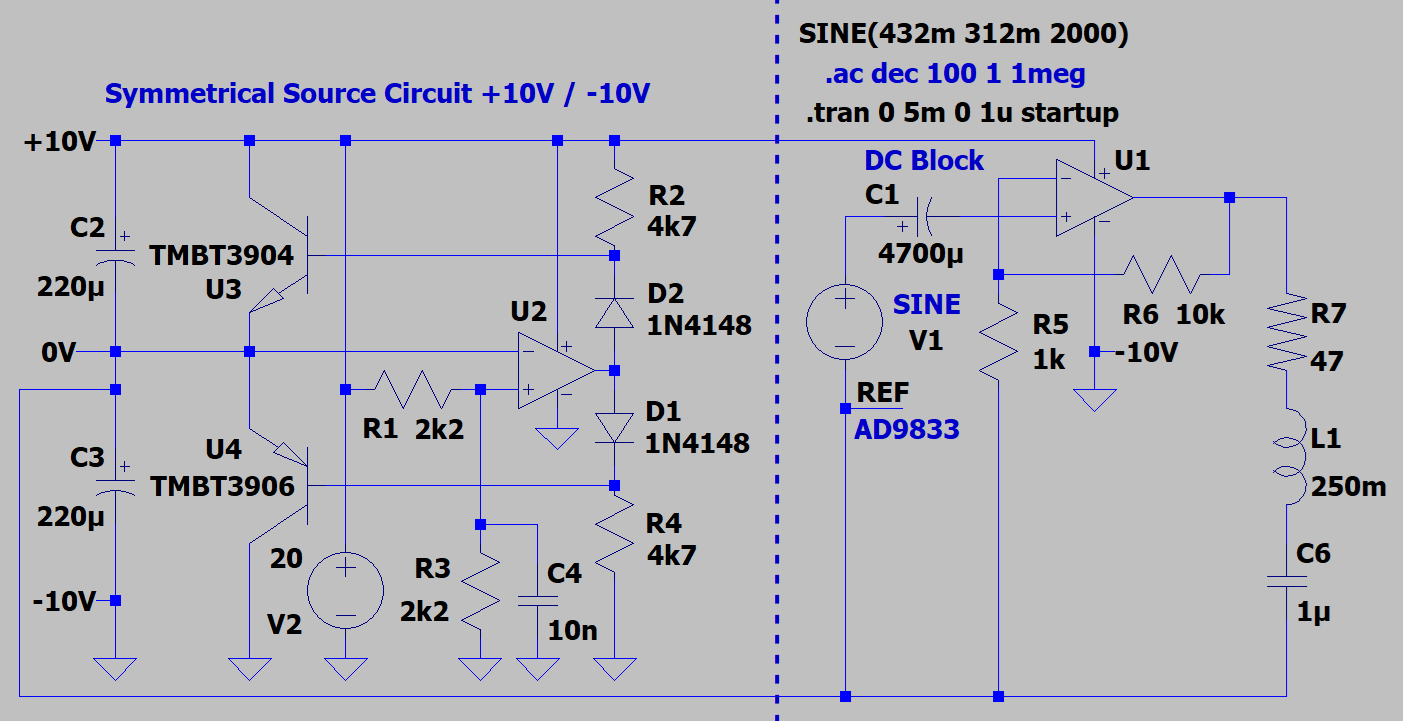 SINE(432m 312m 2000)
.ac dec 100 1 1meg
.tran 0 5m 0 1u startup
Symmetrical Source Circuit +10V / -10V
+10V
C2
220µ
TMBT3904
U3
0V
C3
220µ
-10V
U4
TMBT3906
20
V2
R1 2k2
R3
2k2
C4
10n
U2
R2
4k7
D2
1N4148
D1
1N4148
R4
4k7
DC Block
C1
4700µ
SINE
V1
REF
AD9833
U1
R5
1k
R6 10k
-10V
R7
47
L1
250m
C6
1µ